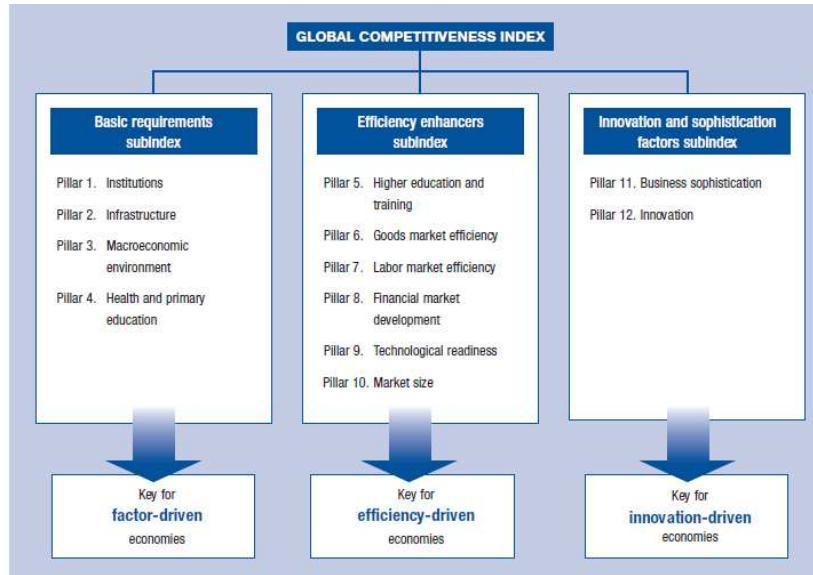 GLOBAL COMPETITIVENESS INDEX
Basic requirements
subindex
Pillar 1. Institutions
Pillar 2. Infrastructure
Pillar 3. Macroeconomic
environment
Pillar 4. Health and primary
education
Key for
factor-driven
economies
Efficiency enhancers
subindex
Pillar 5. Higher education and
training
Pillar 6. Goods market efficiency
Pillar 7. Labor market efficiency
Pillar 8. Financial market
development
Pillar 9. Technological readiness
Pillar 10. Market size
Key for
efficiency-driven
economies
Innovation and sophistication
factors subindex
Pillar 11. Business sophistication
Pillar 12. Innovation
Key for
innovation-driven
economies